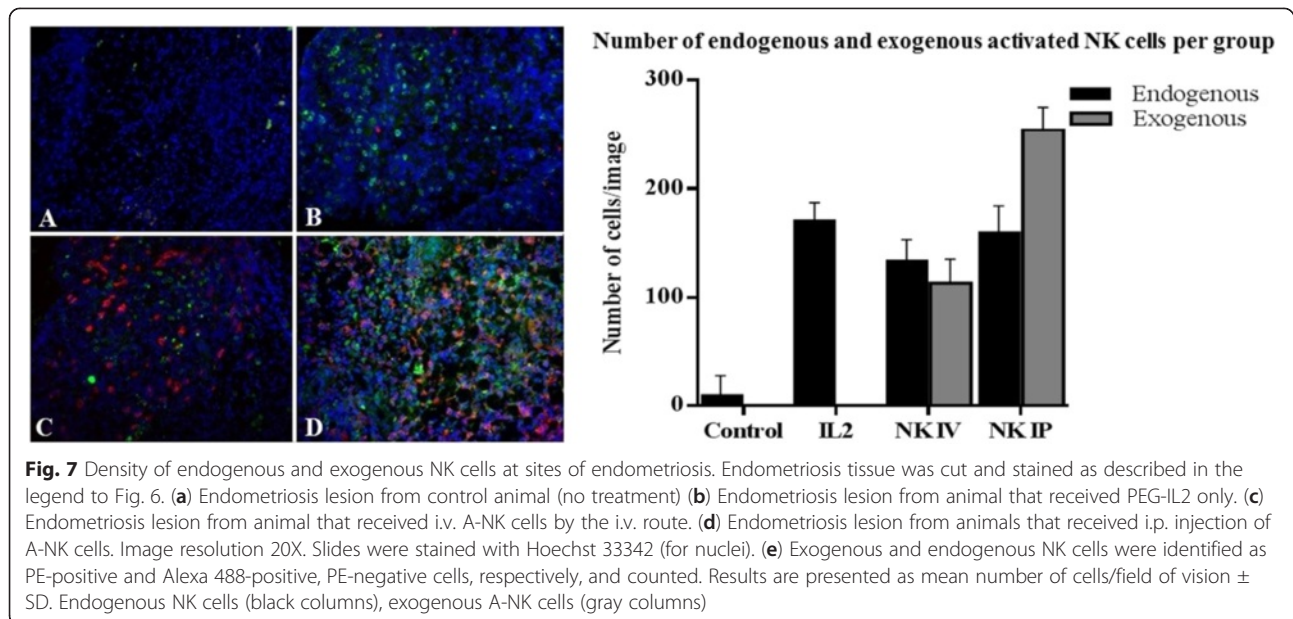 A
B
C
D
Number of endogenous and exogenous activated NK cells per group
Number of cells/image
300
200
100
0
Endogenous
Exogenous
Control
IL2
NK IV
NK IP
Fig. 7 Density of endogenous and exogenous NK cells at sites of endometriosis. Endometriosis tissue was cut and stained as described in the
legend to Fig. 6. (a) Endometriosis lesion from control animal (no treatment) (b) Endometriosis lesion from animal that received PEG-IL2 only. (c)
Endometriosis lesion from animal that received i.v. A-NK cells by the i.v. route. (d) Endometriosis lesion from animals that received i.p. injection of
A-NK cells. Image resolution 20X. Slides were stained with Hoechst 33342 (for nuclei). (e) Exogenous and endogenous NK cells were identified as
PE-positive and Alexa 488-positive, PE-negative cells, respectively, and counted. Results are presented as mean number of cells/field of vision ±
SD. Endogenous NK cells (black columns), exogenous A-NK cells (gray columns)